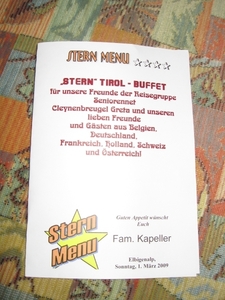 STERN MENU
„STERN" TIROL - BUFFET
für unsere Freunde der Reisegruppe
Seniorennet
Cleynenbreugel Greta und unseren
lieben Freunde
und Gästen aus Belgien,
Deutschland,
Frankreich, Holland, Schweiz
und Österreich!
Guten Appetit wünscht
Euch
Fam. Kapeller
Stern
Menu
Elbigenalp,
Sonntag, 1. März 2009